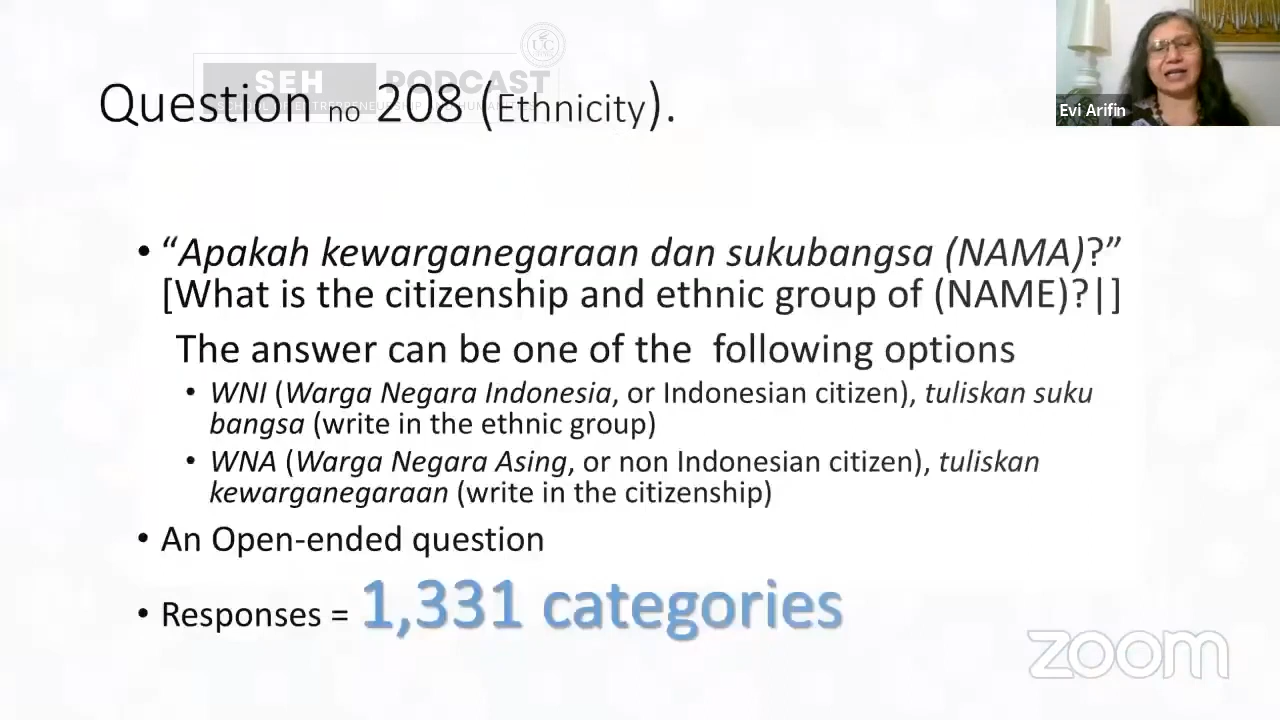 UC
SEH PODCAST
Question no 208 (Ethnicity).
Evi Arifin
• “Apakah kewarganegaraan dan sukubangsa (NAMA)?”
[What is the citizenship and ethnic group of (NAME)?|]
The answer can be one of the following options
• WNI (Warga Negara Indonesia, or Indonesian citizen), tuliskan suku
bangsa (write in the ethnic group)
• WNA (Warga Negara Asing, or non Indonesian citizen), tuliskan
kewarganegaraan (write in the citizenship)
• An Open-ended question
• Responses = 1,331 categories
zoom